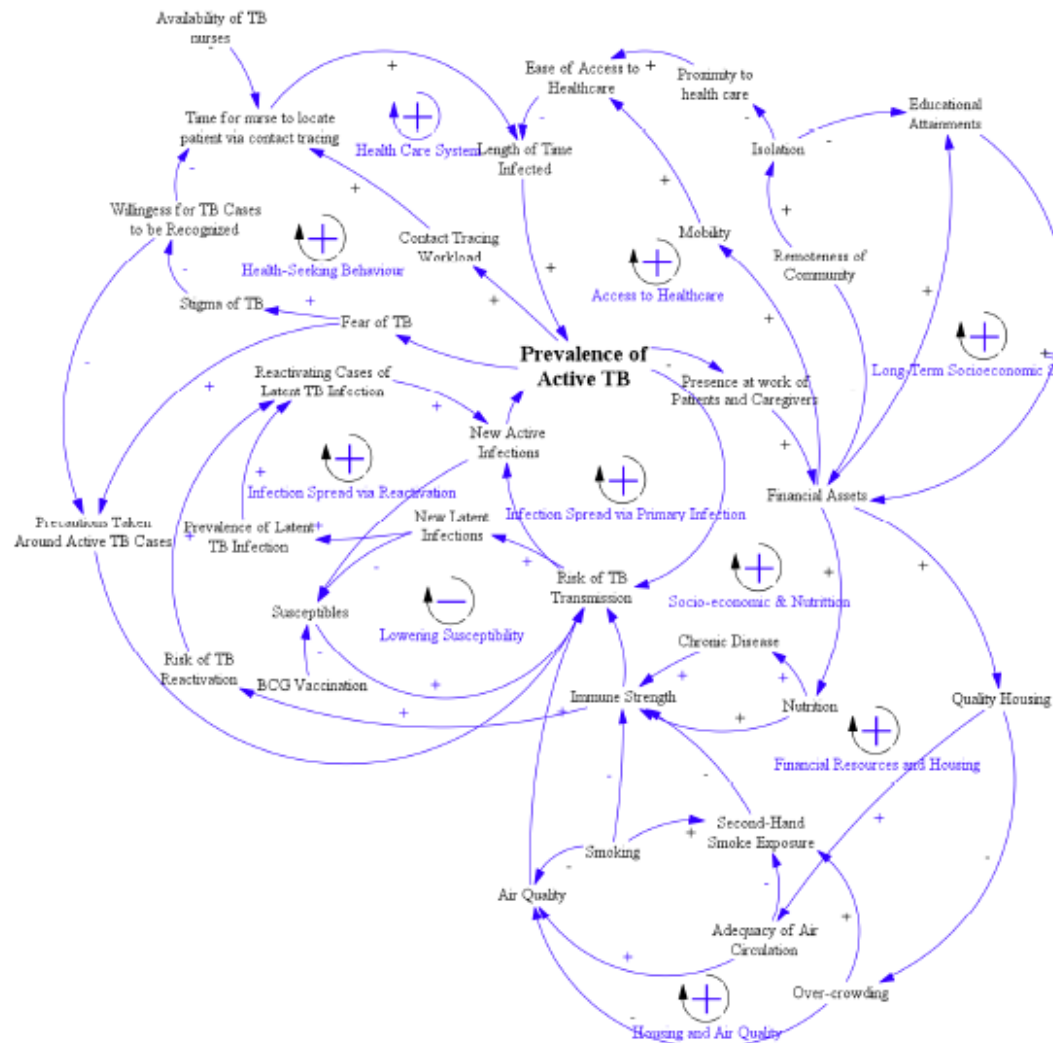 Availability of TB
nurses
Time for nurse to locate
patient via contact tracing
Health Care System
Ease of Access to
Healthcare
Proximity to
health care
Educational
Attainments
Isolation
Length of Time
Infected
Willingess for TB Cases
to be Recognized
Health-Seeking Behaviour
Contact Tracing
Workload
Mobility
Access to Healthcare
Remoteness of
Community
Stigma of TB
Fear of TB
Prevalence of
Active TB
Long-Term Socioeconomic
Reactivating Cases of
Latent TB Infection
Presence at work of
Patients and Caregivers
New Active
Infections
Infection Spread via Reactivation
Infection Spread via Primary Infection
Financial Assets
Precautions Taken
Around Active TB Cases
Prevalence of Latent
TB Infection
New Latent
Infections
Risk of TB
Transmission
Socio-economic & Nutrition
Susceptibles
Lowering Susceptibility
Chronic Disease
Risk of TB
Reactivation
BCG Vaccination
Immune Strength
Nutrition
Quality Housing
Financial Resources and Housing
Smoking
Second-Hand
Smoke Exposure
Air Quality
Adequacy of Air
Circulation
Over-crowding
Housing and Air Quality